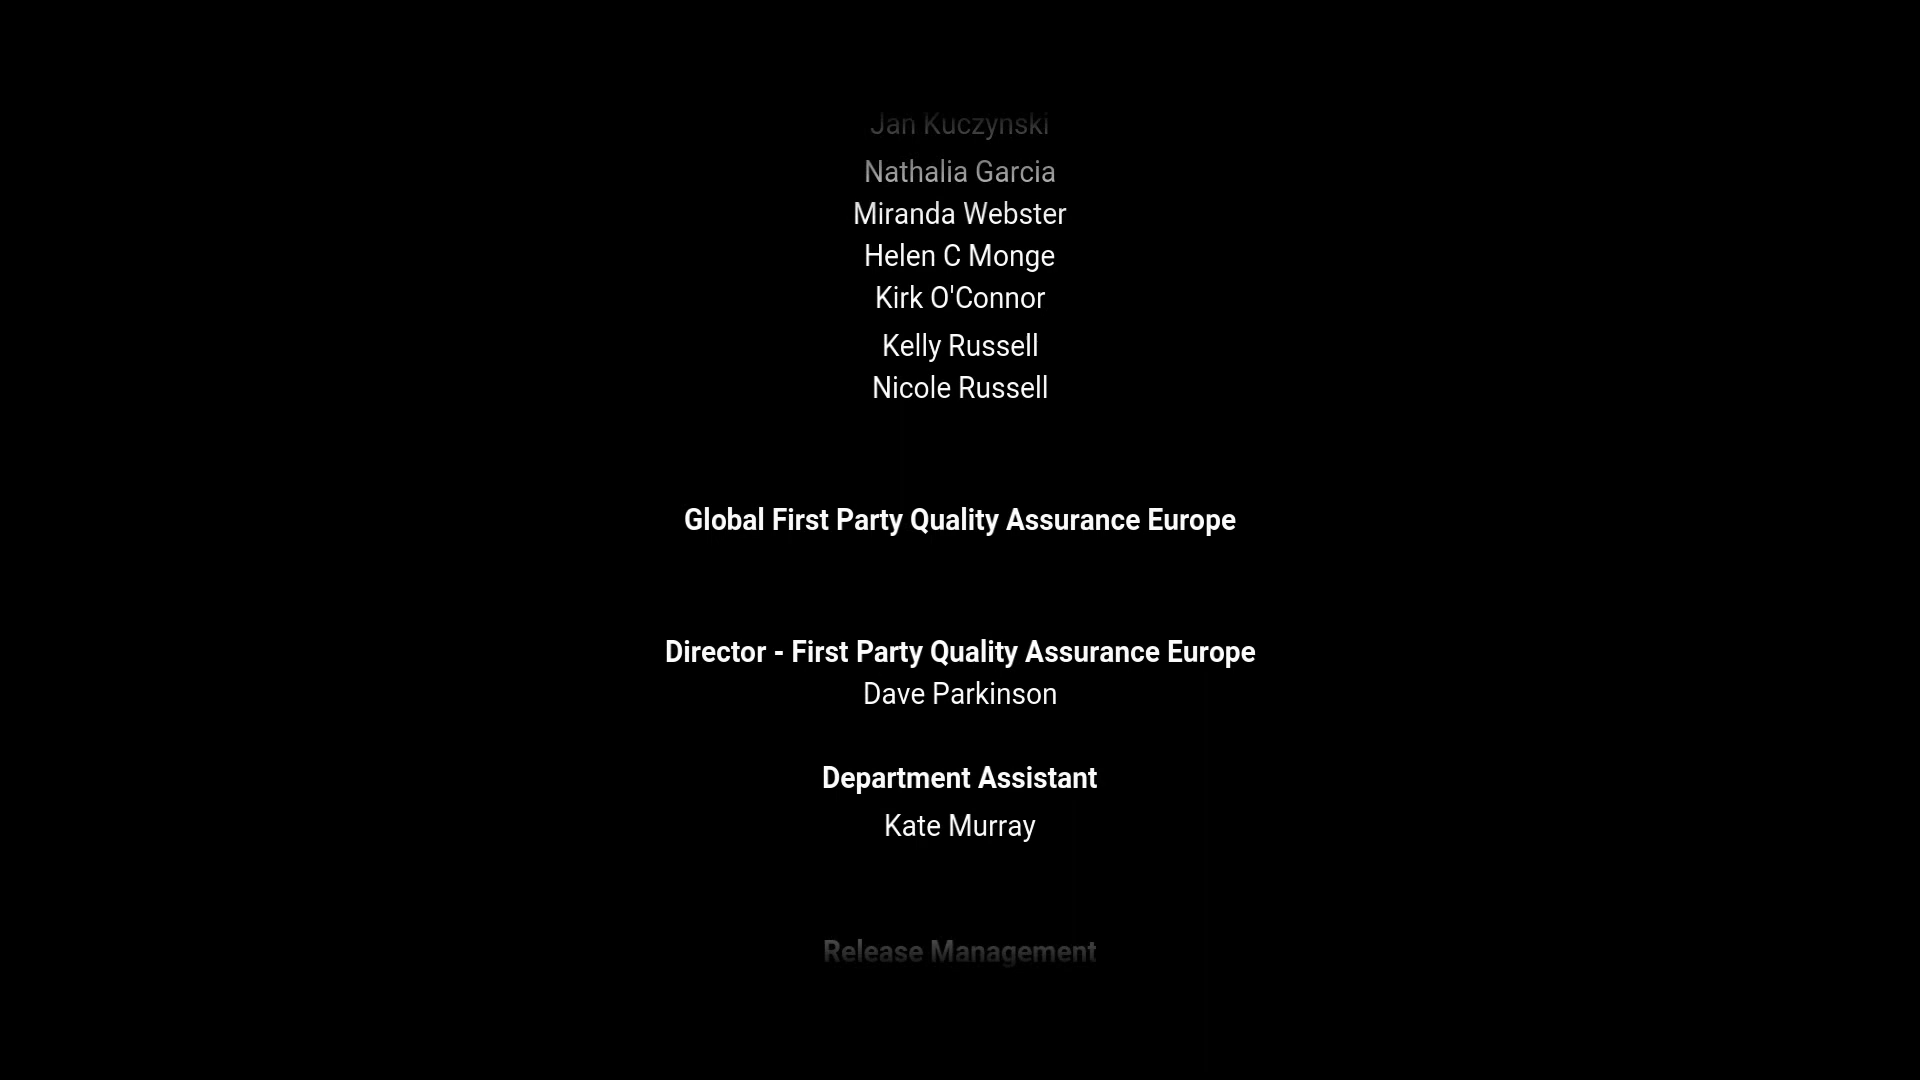 Jan Kuczynski
Nathalia Garcia
Miranda Webster
Helen C Monge
Kirk O'Connor
Kelly Russell
Nicole Russell
Global First Party Quality Assurance Europe
Director - First Party Quality Assurance Europe
Dave Parkinson
Department Assistant
Kate Murray
Release Management